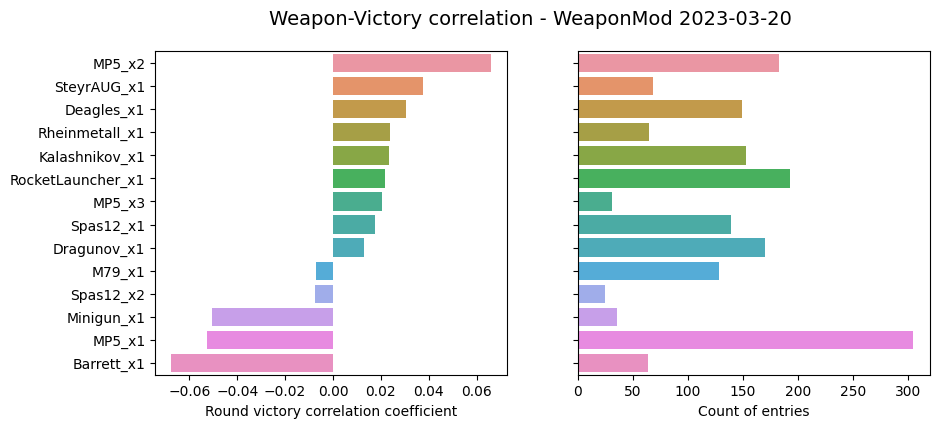 Weapon-Victory correlation - WeaponMod 2023-03-20
MP5_x2
SteyrAUG_x1
Deagles_x1
Rheinmetall_x1
Kalashnikov_x1
RocketLauncher_x1
MP5_x3
Spas12_x1
Dragunov_x1
M79_x1
Spas12_x2
Minigun_x1
MP5_x1
Barrett_x1
−0.06 −0.04 −0.02 0.00 0.02 0.04 0.06
Round victory correlation coefficient
0 50 100 150 200 250 300
Count of entries